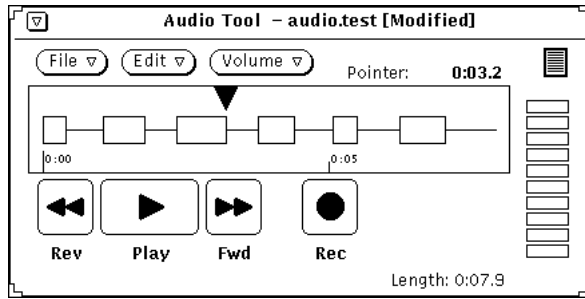 Audio Tool – audio.test [Modified]
File Edit Volume
Pointer: 0:03.2
0:00 0:05
Rev Play Fwd Rec
Length: 0:07.9